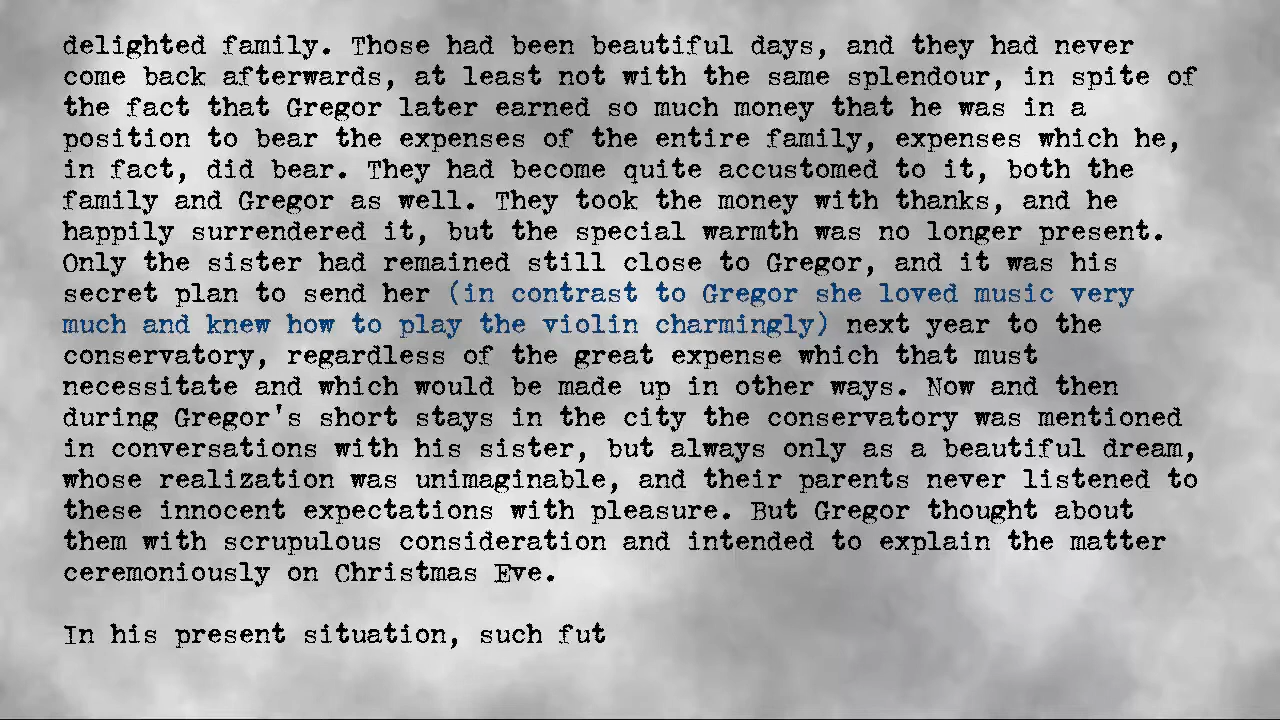 delighted family. Those had been beautiful days, and they had never
come back afterwards, at least not with the same splendour, in spite of
the fact that Gregor later earned so much money that he was in a
position to bear the expenses of the entire family, expenses which he,
in fact, did bear. They had become quite accustomed to it, both the
family and Gregor as well. They took the money with thanks, and he
happily surrendered it, but the special warmth was no longer present.
Only the sister had remained still close to Gregor, and it was his
secret plan to send her (in contrast to Gregor she loved music very
much and knew how to play the violin charmingly) next year to the
conservatory, regardless of the great expense which that must
necessitate and which would be made up in other ways. Now and then
during Gregor's short stays in the city the conservatory was mentioned
in conversations with his sister, but always only as a beautiful dream,
whose realization was unimaginable, and their parents never listened to
these innocent expectations with pleasure. But Gregor thought about
them with scrupulous consideration and intended to explain the matter
ceremoniously on Christmas Eve.

In his present situation, such fut